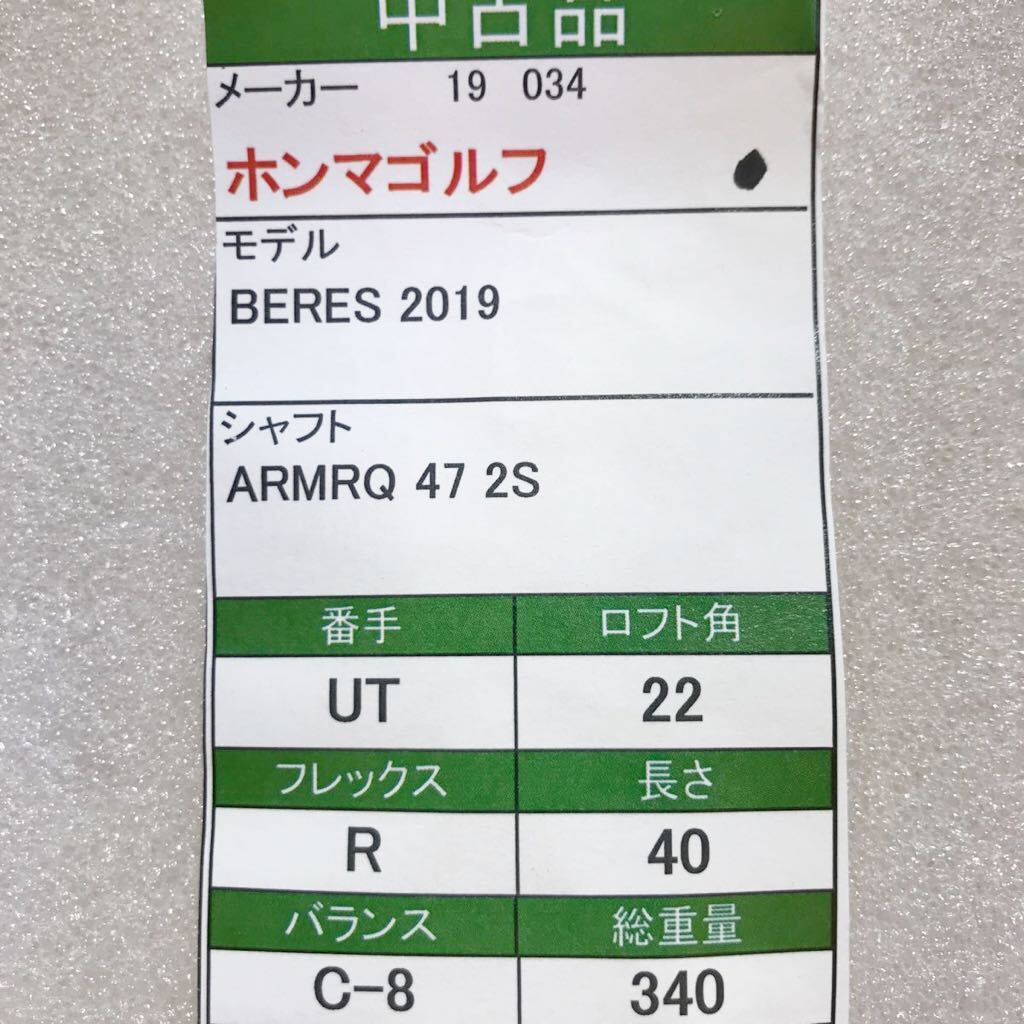 中古品
メーカー 19 034
ホンマゴルフ
モデル
BERES 2019
シャフト
ARMRQ 47 2S
番手 ロフト角
UT 22
フレックス 長さ
R 40
バランス 総重量
C-8 340